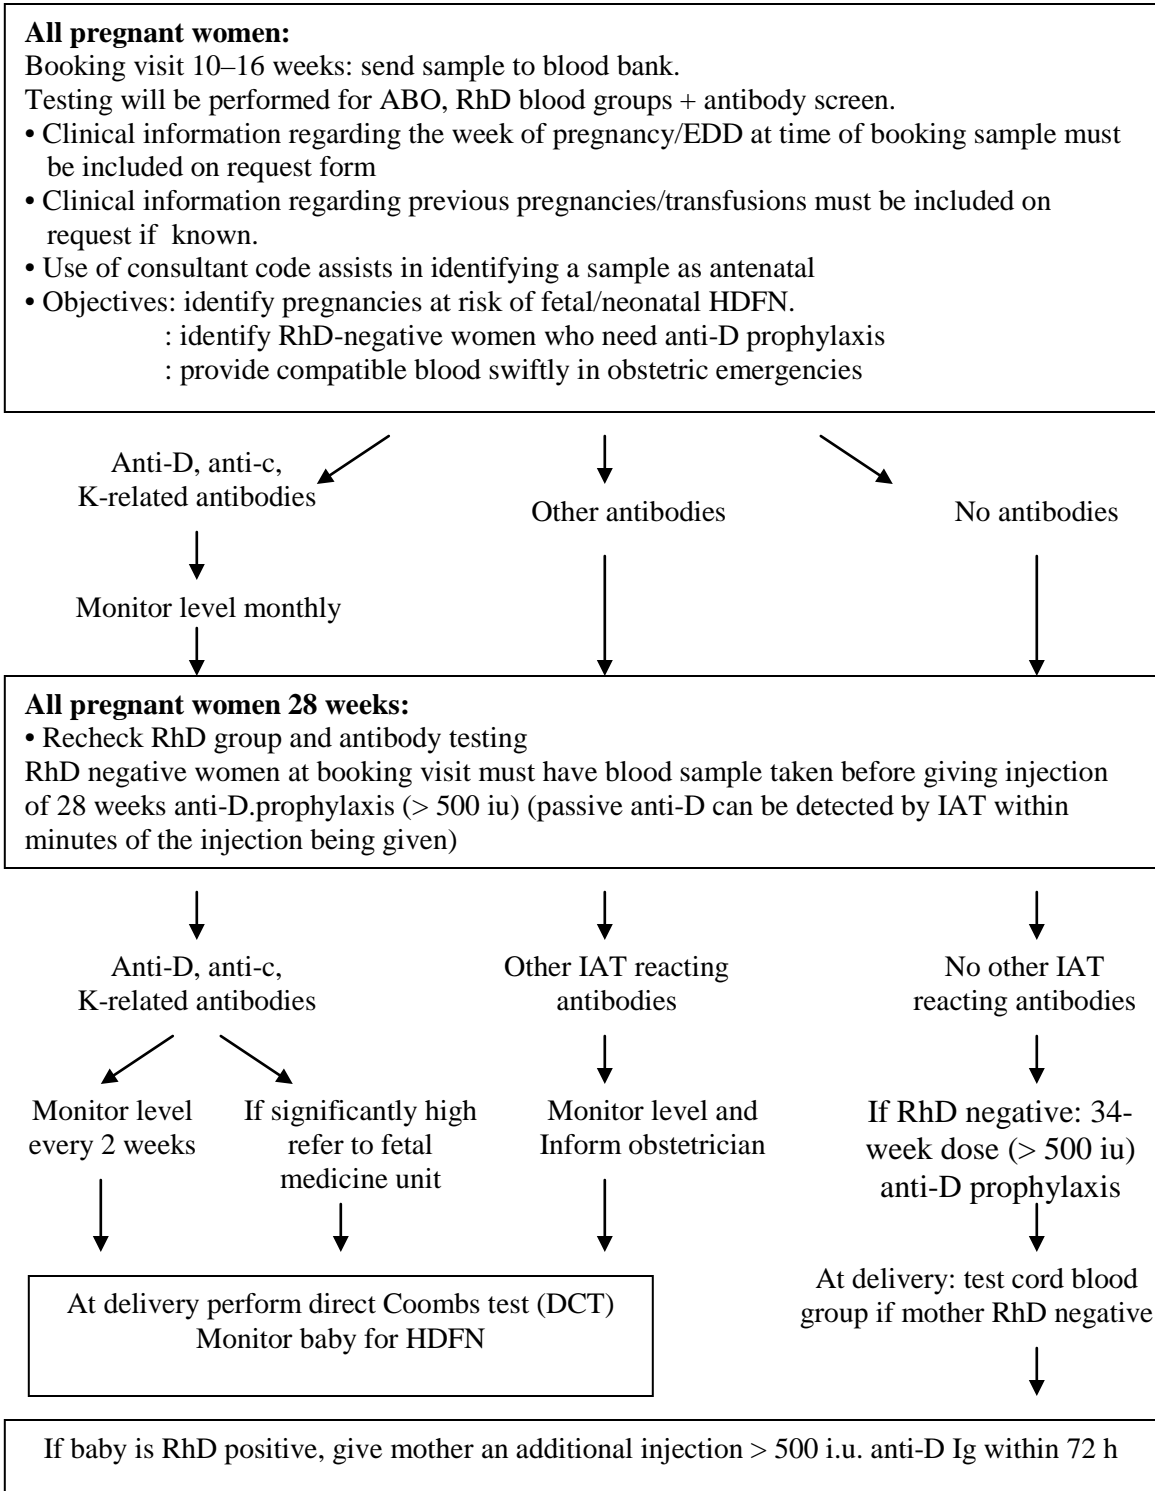 All pregnant women:
Booking visit 10–16 weeks: send sample to blood bank.
Testing will be performed for ABO, RhD blood groups + antibody screen.
• Clinical information regarding the week of pregnancy/EDD at time of booking sample must
be included on request form
• Clinical information regarding previous pregnancies/transfusions must be included on
request if known.
• Use of consultant code assists in identifying a sample as antenatal
• Objectives: identify pregnancies at risk of fetal/neonatal HDFN.
: identify RhD-negative women who need anti-D prophylaxis
: provide compatible blood swiftly in obstetric emergencies
Anti-D, anti-c,
K-related antibodies
Other antibodies
No antibodies
Monitor level monthly
All pregnant women 28 weeks:
• Recheck RhD group and antibody testing
RhD negative women at booking visit must have blood sample taken before giving injection
of 28 weeks anti-D.prophylaxis (> 500 iu) (passive anti-D can be detected by IAT within
minutes of the injection being given)
Anti-D, anti-c,
K-related antibodies
Other IAT reacting
antibodies
No other IAT
reacting antibodies
Monitor level
every 2 weeks
If significantly high
refer to fetal
medicine unit
Monitor level and
Inform obstetrician
If RhD negative: 34-
week dose (> 500 iu)
anti-D prophylaxis
At delivery perform direct Coombs test (DCT)
Monitor baby for HDFN
At delivery: test cord blood
group if mother RhD negative
If baby is RhD positive, give mother an additional injection > 500 i.u. anti-D Ig within 72 h